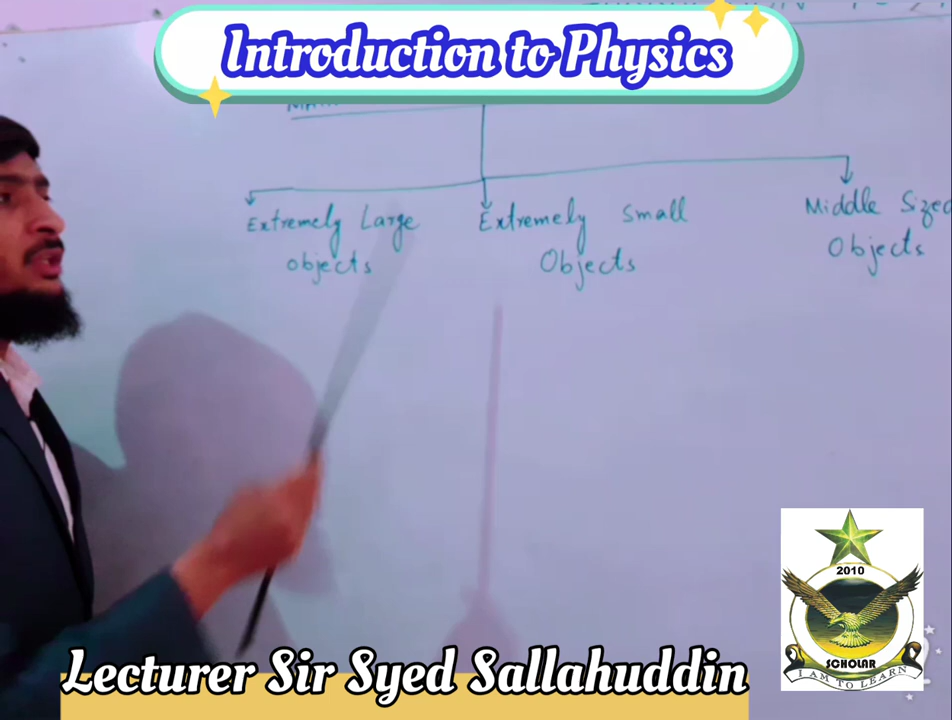 Introduction to Physics
Extremely Large
objects
Extremely Small
Objects
Middle Sized
Objects
2010
SCHOLAR
I AM TO LEARN
Lecturer Sir Syed Sallahuddin